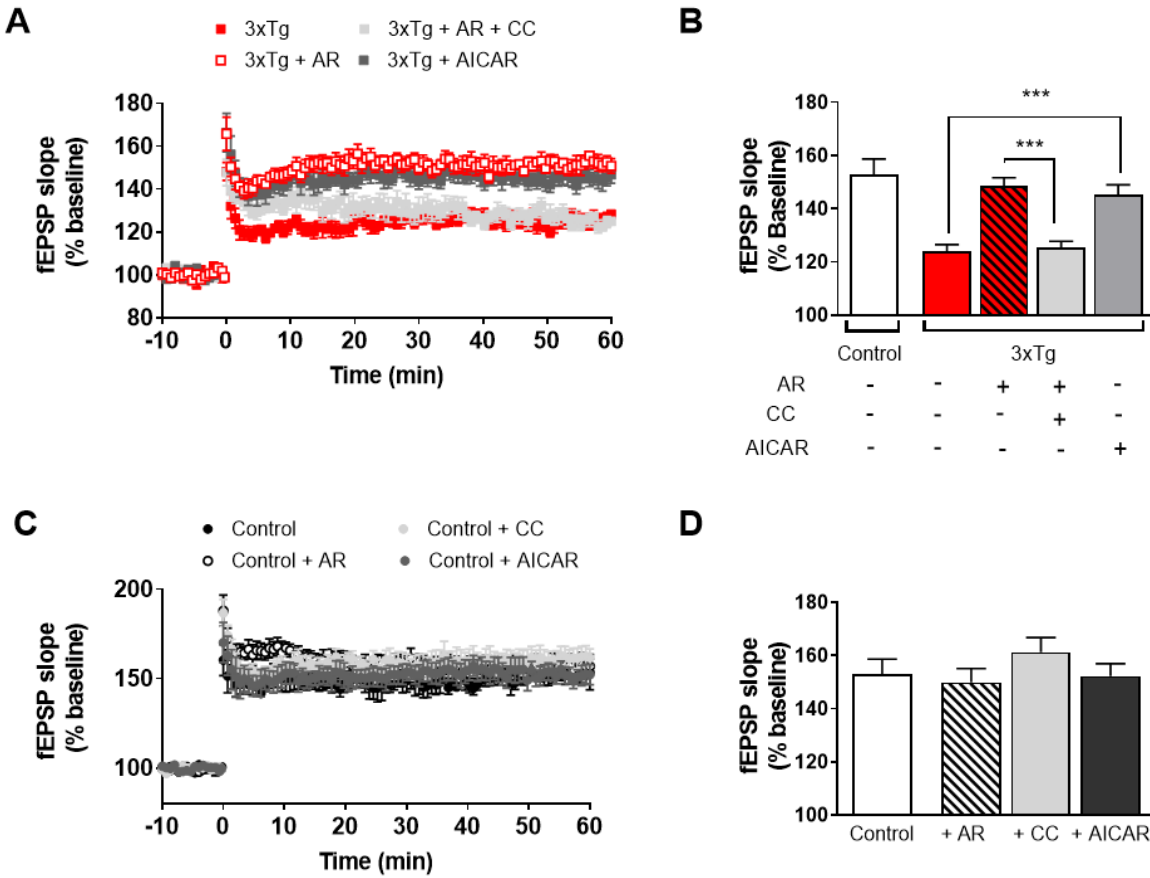 A
3xTg
3xTg + AR + CC
3xTg + AR
3xTg + AICAR
fEPSP slope
(% baseline)
180
160
140
120
100
80
-10 0 10 20 30 40 50 60
Time (min)
B
fEPSP slope
(% Baseline)
180
160
140
120
100
***
***
Control 3xTg
AR - - + + -
CC - - - + -
AICAR - - - - +
C
Control
Control + CC
Control + AR
Control + AICAR
fEPSP slope
(% baseline)
200
150
100
-10 0 10 20 30 40 50 60
Time (min)
D
fEPSP slope
(% baseline)
180
160
140
120
100
Control + AR + CC + AICAR